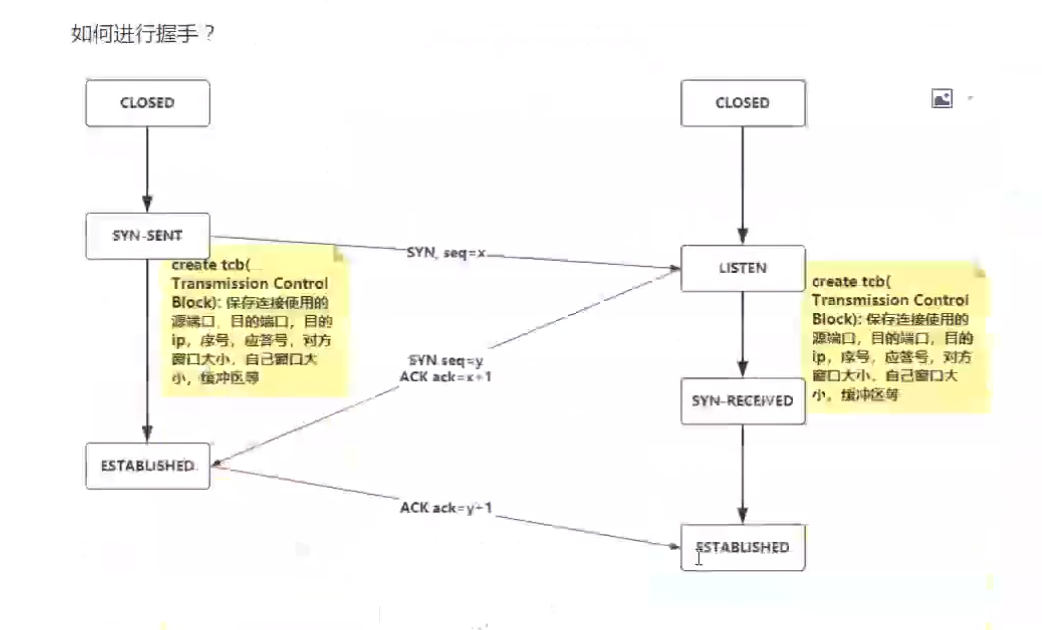 如何进行握手？
CLOSED
CLOSED
SYN-SENT
SYN, seq=x
LISTEN
create tcb(
Transmission Control
Block): 保存连接使用的
源端口，目的端口，目的
ip，序号，应答号，对方
窗口大小，自己窗口大
小，缓冲区等
create tcb(
Transmission Control
Block): 保存连接使用的
源端口，目的端口，目的
ip，序号，应答号，对方
窗口大小，自己窗口大
小，缓冲区等
SYN seq=y
ACK ack=x+1
SYN-RECEIVED
ESTABLISHED
ACK ack=y+1
ESTABLISHED